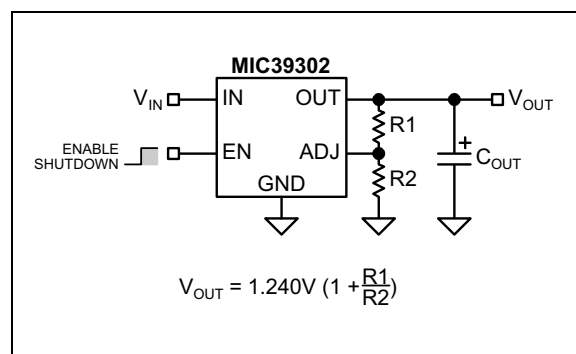 MIC39302
V_IN
IN
OUT
V_OUT
R1
ENABLE
SHUTDOWN
EN
ADJ
+
C_OUT
R2
GND
V_OUT = 1.240V (1 + R1/R2)